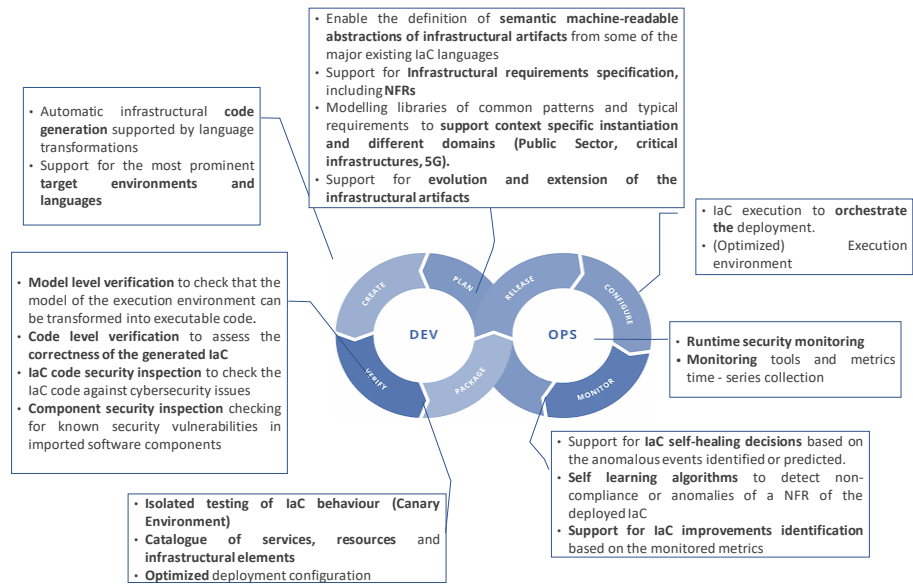 • Enable the definition of semantic machine-readable
abstractions of infrastructural artifacts from some of the
major existing IaC languages
• Support for Infrastructural requirements specification,
including NFRs
• Modelling libraries of common patterns and typical
requirements to support context specific instantiation
and different domains (Public Sector, critical
infrastructures, 5G).
• Support for evolution and extension of the
infrastructural artifacts
• Automatic infrastructural code
generation supported by language
transformations
• Support for the most prominent
target environments and
languages
• IaC execution to orchestrate
the deployment.
• (Optimized) Execution
environment
• Model level verification to check that the
model of the execution environment can
be transformed into executable code.
• Code level verification to assess the
correctness of the generated IaC
• IaC code security inspection to check the
IaC code against cybersecurity issues
• Component security inspection checking
for known security vulnerabilities in
imported software components
CREATE
PLAN
RELEASE
CONFIGURE
DEV
OPS
VERIFY
PACKAGE
MONITOR
• Runtime security monitoring
• Monitoring tools and metrics
time - series collection
• Support for IaC self-healing decisions based on
the anomalous events identified or predicted.
• Self learning algorithms to detect non-
compliance or anomalies of a NFR of the
deployed IaC
• Support for IaC improvements identification
based on the monitored metrics
• Isolated testing of IaC behaviour (Canary
Environment)
• Catalogue of services, resources and
infrastructural elements
• Optimized deployment configuration